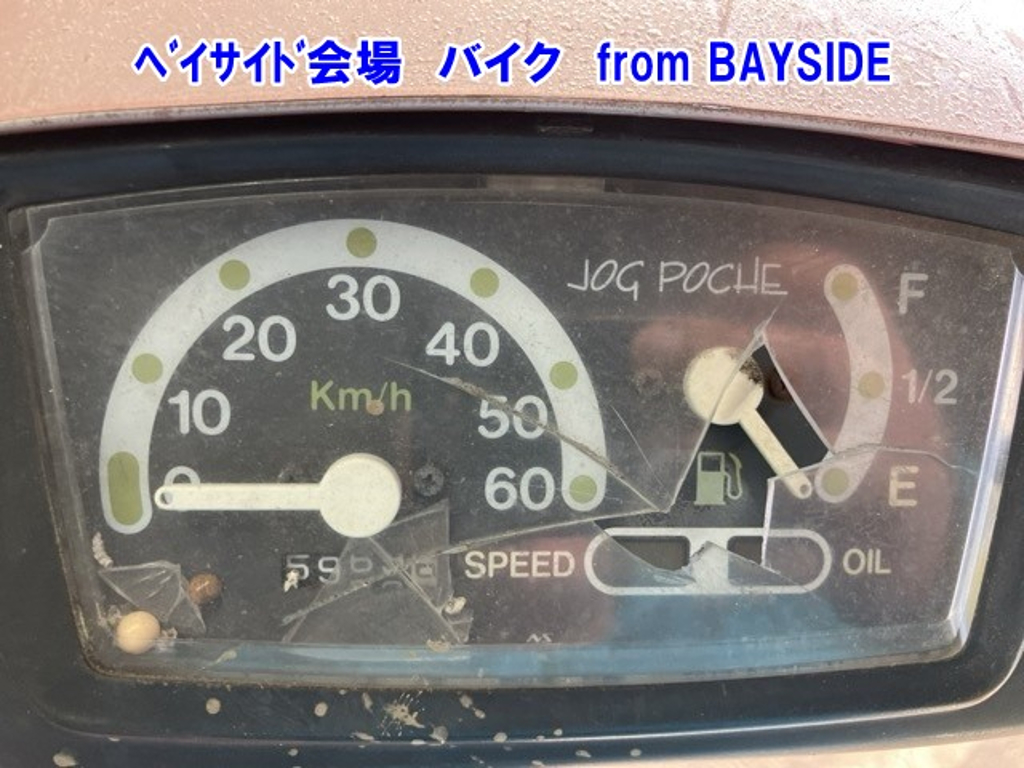 ﾍﾞｲｻｲﾄﾞ会場　バイク　from BAYSIDE
JOG POCHE
F
1/2
E
0
10
20
30
40
50
60
Km/h
SPEED
OIL